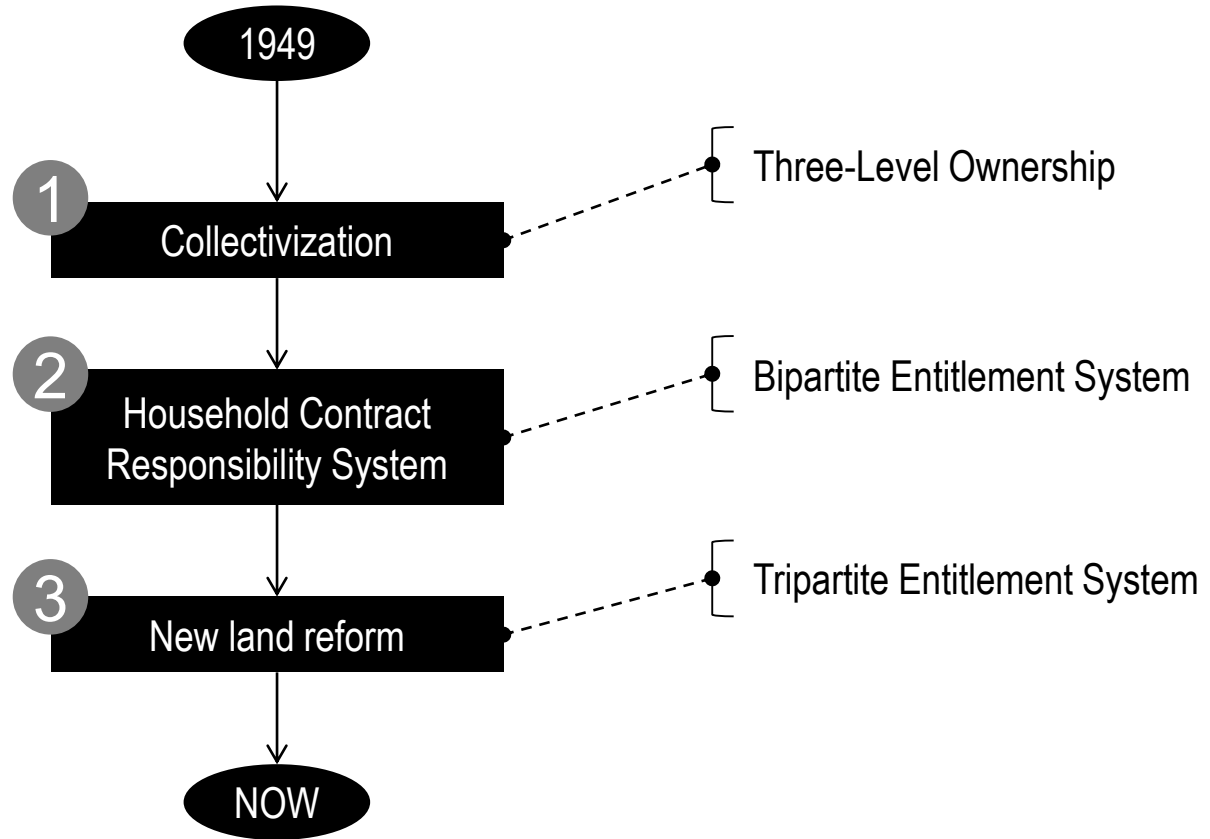 1949
1
Collectivization
Three-Level Ownership
2
Household Contract
Responsibility System
Bipartite Entitlement System
3
New land reform
Tripartite Entitlement System
NOW